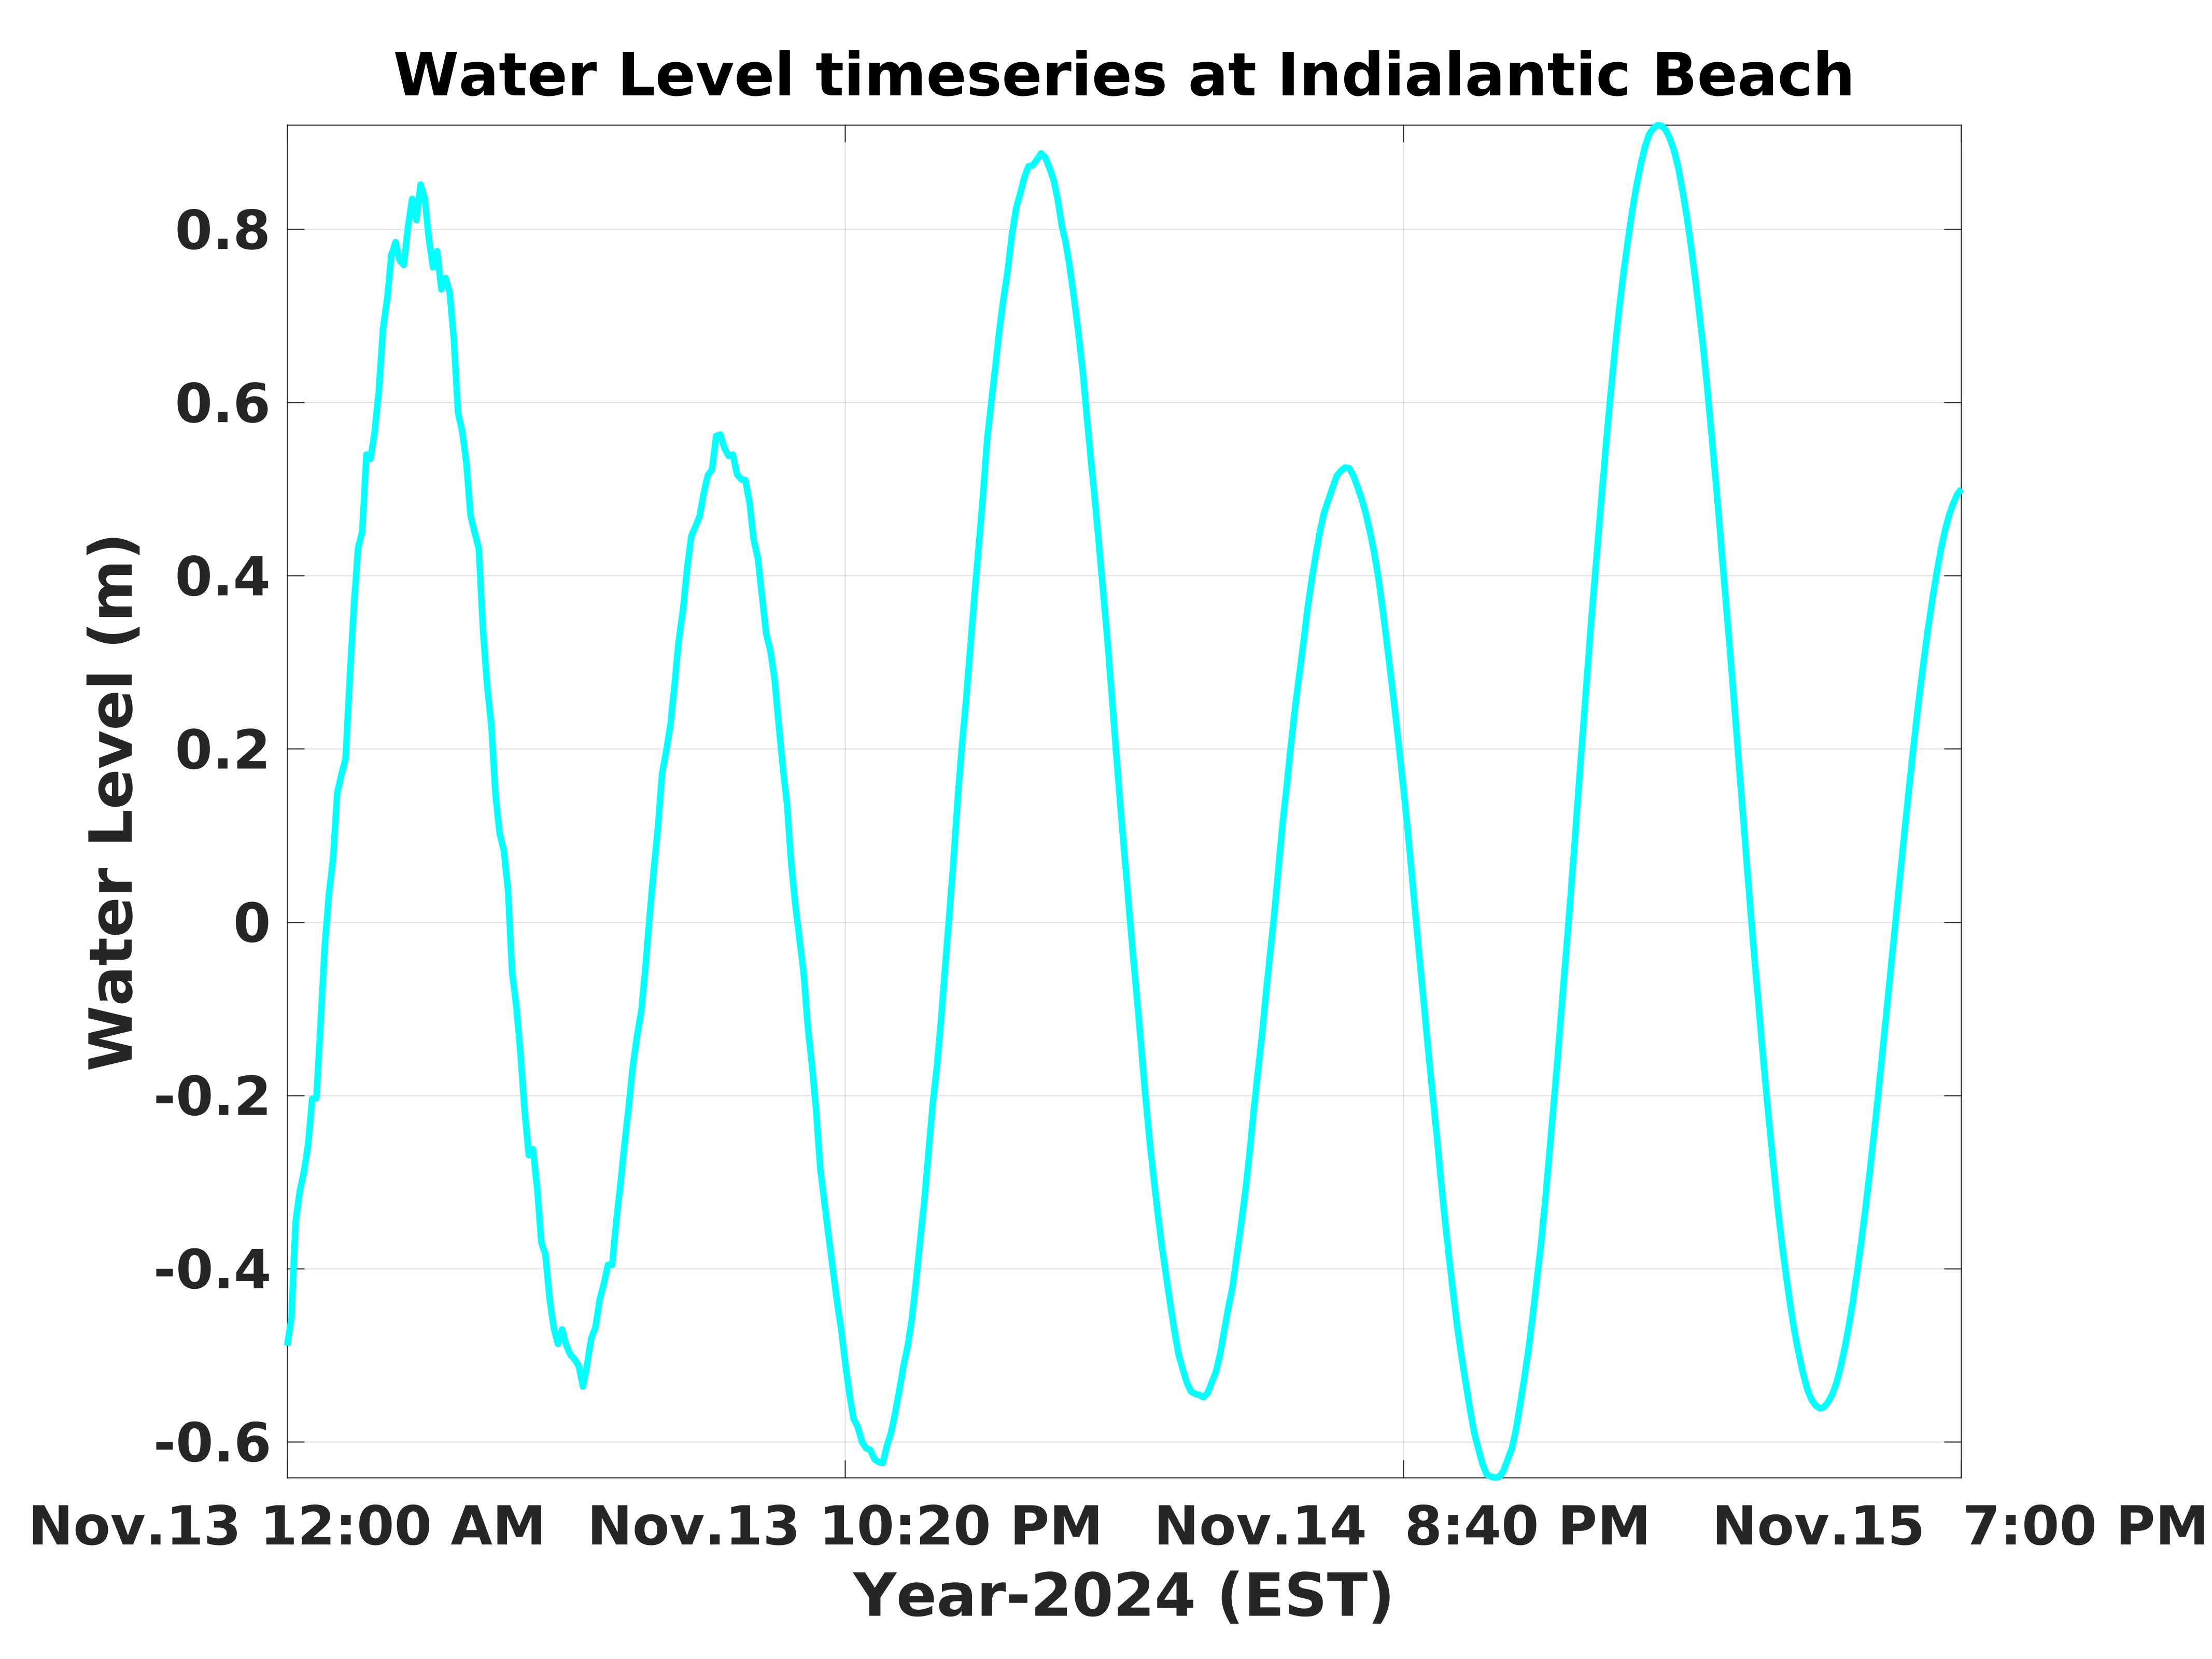 Water Level timeseries at Indialantic Beach
Water Level (m)
0.8
0.6
0.4
0.2
0
-0.2
-0.4
-0.6
Nov.13 12:00 AM Nov.13 10:20 PM Nov.14 8:40 PM Nov.15 7:00 PM
Year-2024 (EST)